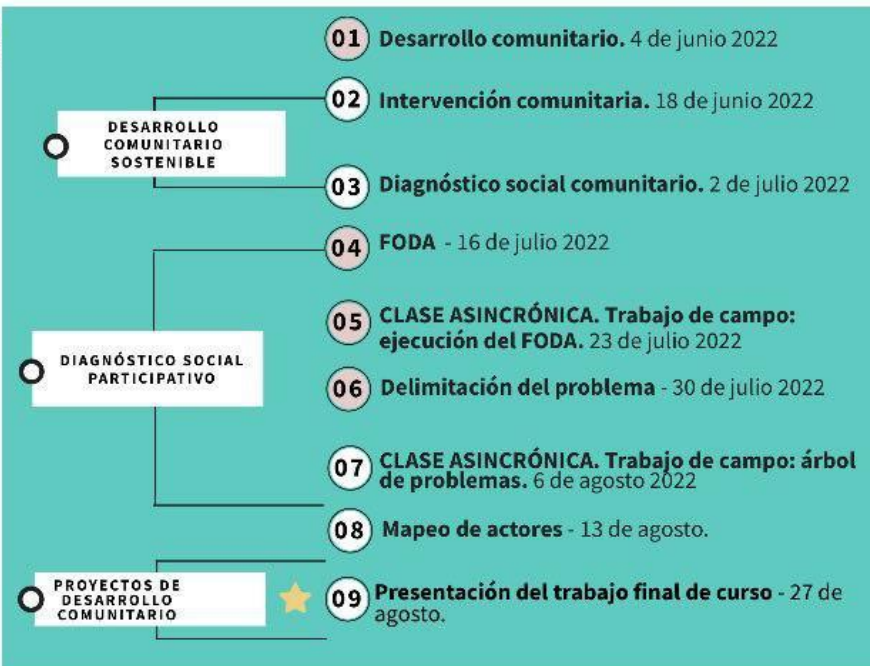 01 Desarrollo comunitario. 4 de junio 2022
02 Intervención comunitaria. 18 de junio 2022
DESARROLLO
COMUNITARIO
SOSTENIBLE
03 Diagnóstico social comunitario. 2 de julio 2022
04 FODA - 16 de julio 2022
05 CLASE ASINCRÓNICA. Trabajo de campo:
ejecución del FODA. 23 de julio 2022
DIAGNÓSTICO SOCIAL
PARTICIPATIVO
06 Delimitación del problema - 30 de julio 2022
07 CLASE ASINCRÓNICA. Trabajo de campo: árbol
de problemas. 6 de agosto 2022
08 Mapeo de actores - 13 de agosto.
PROYECTOS DE
DESARROLLO
COMUNITARIO
09 Presentación del trabajo final de curso - 27 de
agosto.